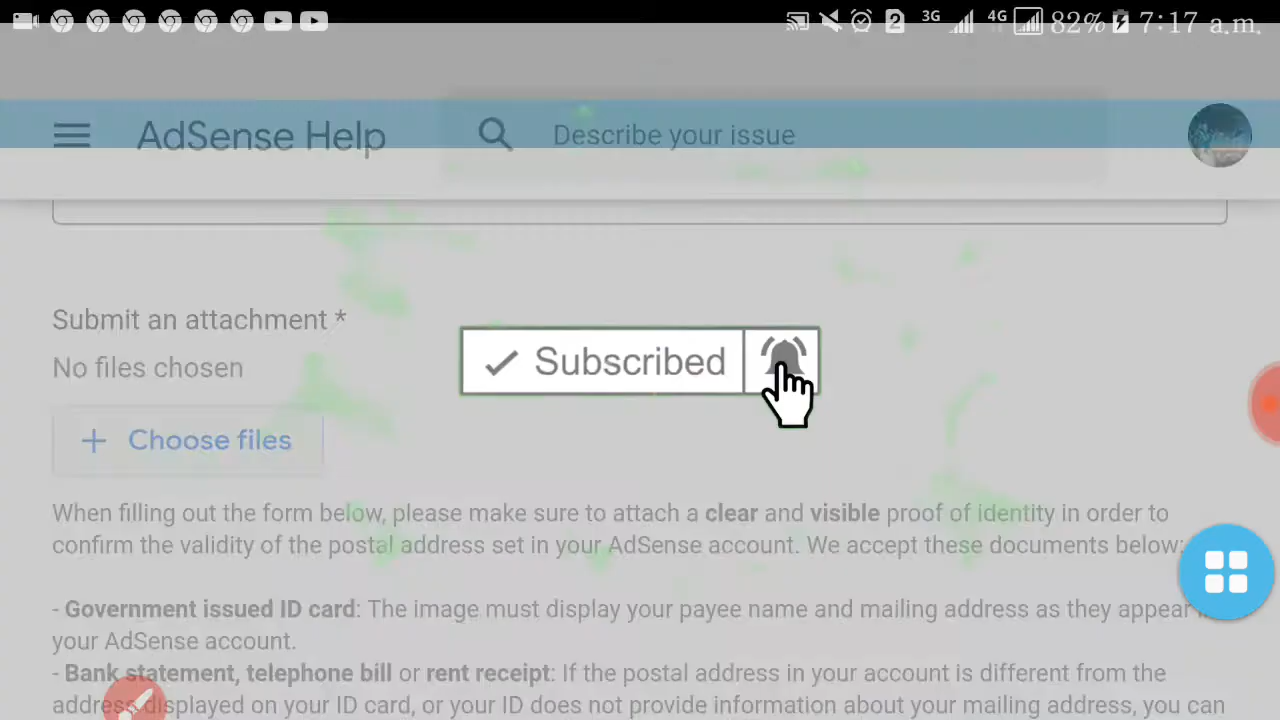 2 3G 4G 82% 7:17 a.m.
AdSense Help Describe your issue
Submit an attachment *
No files chosen
Subscribed
+ Choose files
When filling out the form below, please make sure to attach a clear and visible proof of identity in order to
confirm the validity of the postal address set in your AdSense account. We accept these documents below:
- Government issued ID card: The image must display your payee name and mailing address as they appear
your AdSense account.
- Bank statement, telephone bill or rent receipt: If the postal address in your account is different from the
address displayed on your ID card, or your ID does not provide information about your mailing address, you can